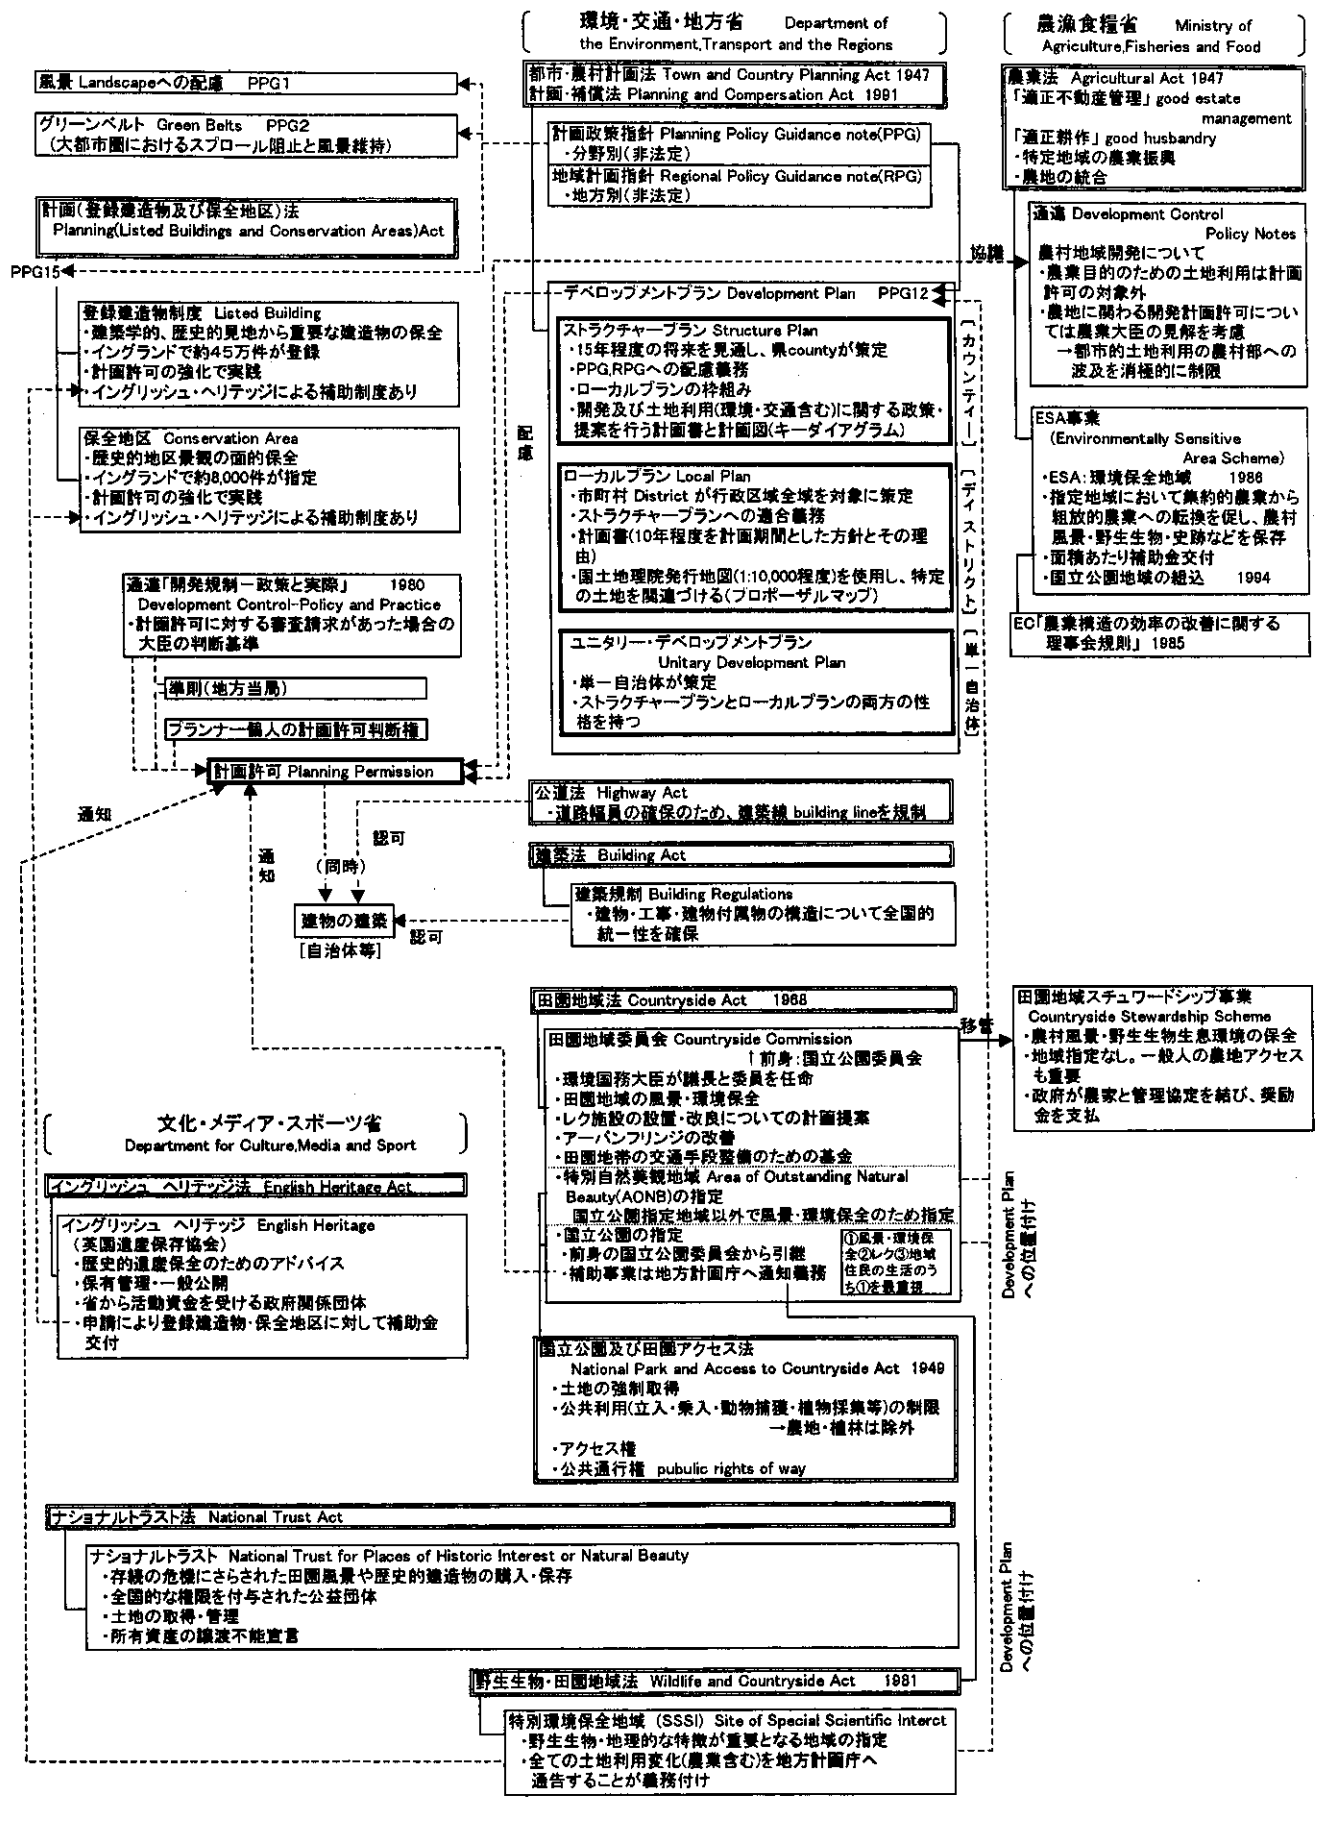 環境・交通・地方省 Department of
the Environment,Transport and the Regions
農漁食糧省 Ministry of
Agriculture,Fisheries and Food
風景 Landscapeへの配慮 PPG1
グリーンベルト Green Belts PPG2
(大都市圏におけるスプロール阻止と風景維持)
計画(登録建造物及び保全地区)法
Planning(Listed Buildings and Conservation Areas)Act
PPG15
登録建造物制度 Listed Building
・建築学的、歴史的見地から重要な建造物の保全
・イングランドで約45万件が登録
・計画許可の強化で実践
・イングリッシュ・ヘリテッジによる補助制度あり
保全地区 Conservation Area
・歴史的地区景観の面的保全
・イングランドで約8,000件が指定
・計画許可の強化で実践
・イングリッシュ・ヘリテッジによる補助制度あり
通達「開発規制－政策と実際」 1980
Development Control-Policy and Practice
・計画許可に対する審査請求があった場合の
大臣の判断基準
準則(地方当局)
プランナー個人の計画許可判断権
計画許可 Planning Permission
通知
通知
(同時)
認可
建物の建築
[自治体等]
認可
都市・農村計画法 Town and Country Planning Act 1947
計画・補償法 Planning and Compersation Act 1991
計画政策指針 Planning Policy Guidance note(PPG)
・分野別(非法定)
地域計画指針 Regional Policy Guidance note(RPG)
・地方別(非法定)
協議
配慮
デベロップメントプラン Development Plan PPG12
ストラクチャープラン Structure Plan
・15年程度の将来を見通し、県countyが策定
・PPG,RPGへの配慮義務
・ローカルプランの枠組み
・開発及び土地利用(環境・交通含む)に関する政策・
提案を行う計画書と計画図(キーダイアグラム)
[カウンティー]
ローカルプラン Local Plan
・市町村 District が行政区域全域を対象に策定
・ストラクチャープランへの適合義務
・計画書(10年程度を計画期間とした方針とその理
由)
・国土地理院発行地図(1:10,000程度)を使用し、特定
の土地を関連づける(プロポーザルマップ)
[ディストリクト]
ユニタリー・デベロップメントプラン
Unitary Development Plan
・単一自治体が策定
・ストラクチャープランとローカルプランの両方の性
格を持つ
[単一自治体]
公道法 Highway Act
・道路幅員の確保のため、建築線 building lineを規制
建築法 Building Act
建築規制 Building Regulations
・建物・工事・建物付属物の構造について全国的
統一性を確保
農業法 Agricultural Act 1947
「適正不動産管理」good estate
management
「適正耕作」good husbandry
・特定地域の農業振興
・農地の統合
通達 Development Control
Policy Notes
農村地域開発について
・農業目的のための土地利用は計画
許可の対象外
・農地に関わる開発計画許可につい
ては農業大臣の見解を考慮
→都市的土地利用の農村部への
波及を消極的に制限
ESA事業
(Environmentally Sensitive
Area Scheme)
・ESA：環境保全地域 1986
・指定地域において集約的農業から
粗放的農業への転換を促し、農村
風景・野生生物・史跡などを保存
・面積あたり補助金交付
・国立公園地域の組込 1994
EC「農業構造の効率の改善に関する
理事会規則」 1985
田園地域法 Countryside Act 1968
田園地域委員会 Countryside Commission
↑前身：国立公園委員会
・環境国務大臣が議長と委員を任命
・田園地域の風景・環境保全
・レク施設の設置・改良についての計画提案
・アーバンフリンジの改善
・田園地帯の交通手段整備のための基金
・特別自然美観地域 Area of Outstanding Natural
Beauty(AONB)の指定
国立公園指定地域以外で風景・環境保全のため指定
・国立公園の指定
・前身の国立公園委員会から引継
・補助事業は地方計画庁へ通知義務
①風景・環境保
全②レク③地域
住民の生活のう
ち①を最重視
移管
田園地域スチュワードシップ事業
Countryside Stewardship Scheme
・農村風景・野生生物生息環境の保全
・地域指定なし。一般人の農地アクセス
も重要
・政府が農家と管理協定を結び、奨励
金を支払
Development Plan
への位置付け
文化・メディア・スポーツ省
Department for Culture,Media and Sport
イングリッシュ ヘリテッジ法 English Heritage Act
イングリッシュ ヘリテッジ English Heritage
(英国遺産保存協会)
・歴史的遺産保全のためのアドバイス
・保有管理・一般公開
・省から活動資金を受ける政府関係団体
・申請により登録建造物・保全地区に対して補助金
交付
国立公園及び田園アクセス法
National Park and Access to Countryside Act 1949
・土地の強制取得
・公共利用(立入・乗入・動物捕獲・植物採集等)の制限
→農地・植林は除外
・アクセス権
・公共通行権 pubulic rights of way
ナショナルトラスト法 National Trust Act
ナショナルトラスト National Trust for Places of Historic Interest or Natural Beauty
・存続の危機にさらされた田園風景や歴史的建造物の購入・保存
・全国的な権限を付与された公益団体
・土地の取得・管理
・所有資産の譲渡不能宣言
Development Plan
への位置付け
野生生物・田園地域法 Wildlife and Countryside Act 1981
特別環境保全地域 (SSSI) Site of Special Scientific Interct
・野生生物・地理的な特徴が重要となる地域の指定
・全ての土地利用変化(農業含む)を地方計画庁へ
通告することが義務付け